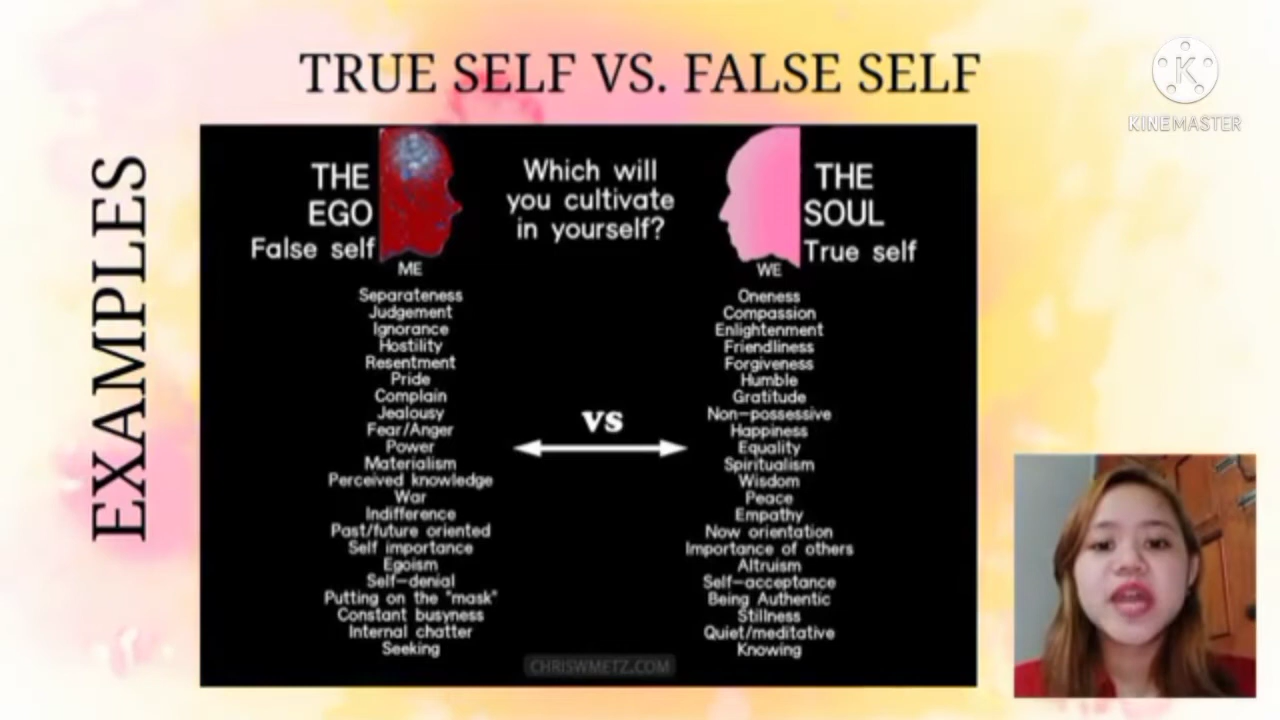 TRUE SELF VS. FALSE SELF
KINEMASTER
EXAMPLES
THE
EGO
False self
Which will
you cultivate
in yourself?
THE
SOUL
True self
ME
Separateness
Judgement
Ignorance
Hostility
Resentment
Pride
Complain
Jealousy
Fear/Anger
Power
Materialism
Perceived knowledge
War
Indifference
Past/future oriented
Self importance
Egoism
Self-denial
Putting on the "mask"
Constant busyness
Internal chatter
Seeking
vs
WE
Oneness
Compassion
Enlightenment
Friendliness
Forgiveness
Humble
Gratitude
Non-possessive
Happiness
Equality
Spiritualism
Wisdom
Peace
Empathy
Now orientation
Importance of others
Altruism
Self-acceptance
Being Authentic
Stillness
Quiet/meditative
Knowing
CHRISWMETZ.COM